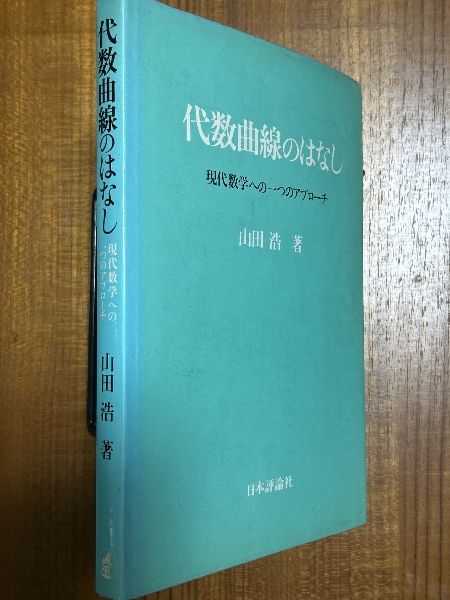 代数曲線のはなし
現代数学への一つのアプローチ
山田 浩 著
日本評論社
代数曲線のはなし
現代数学への
一つのアプローチ
山田 浩 著